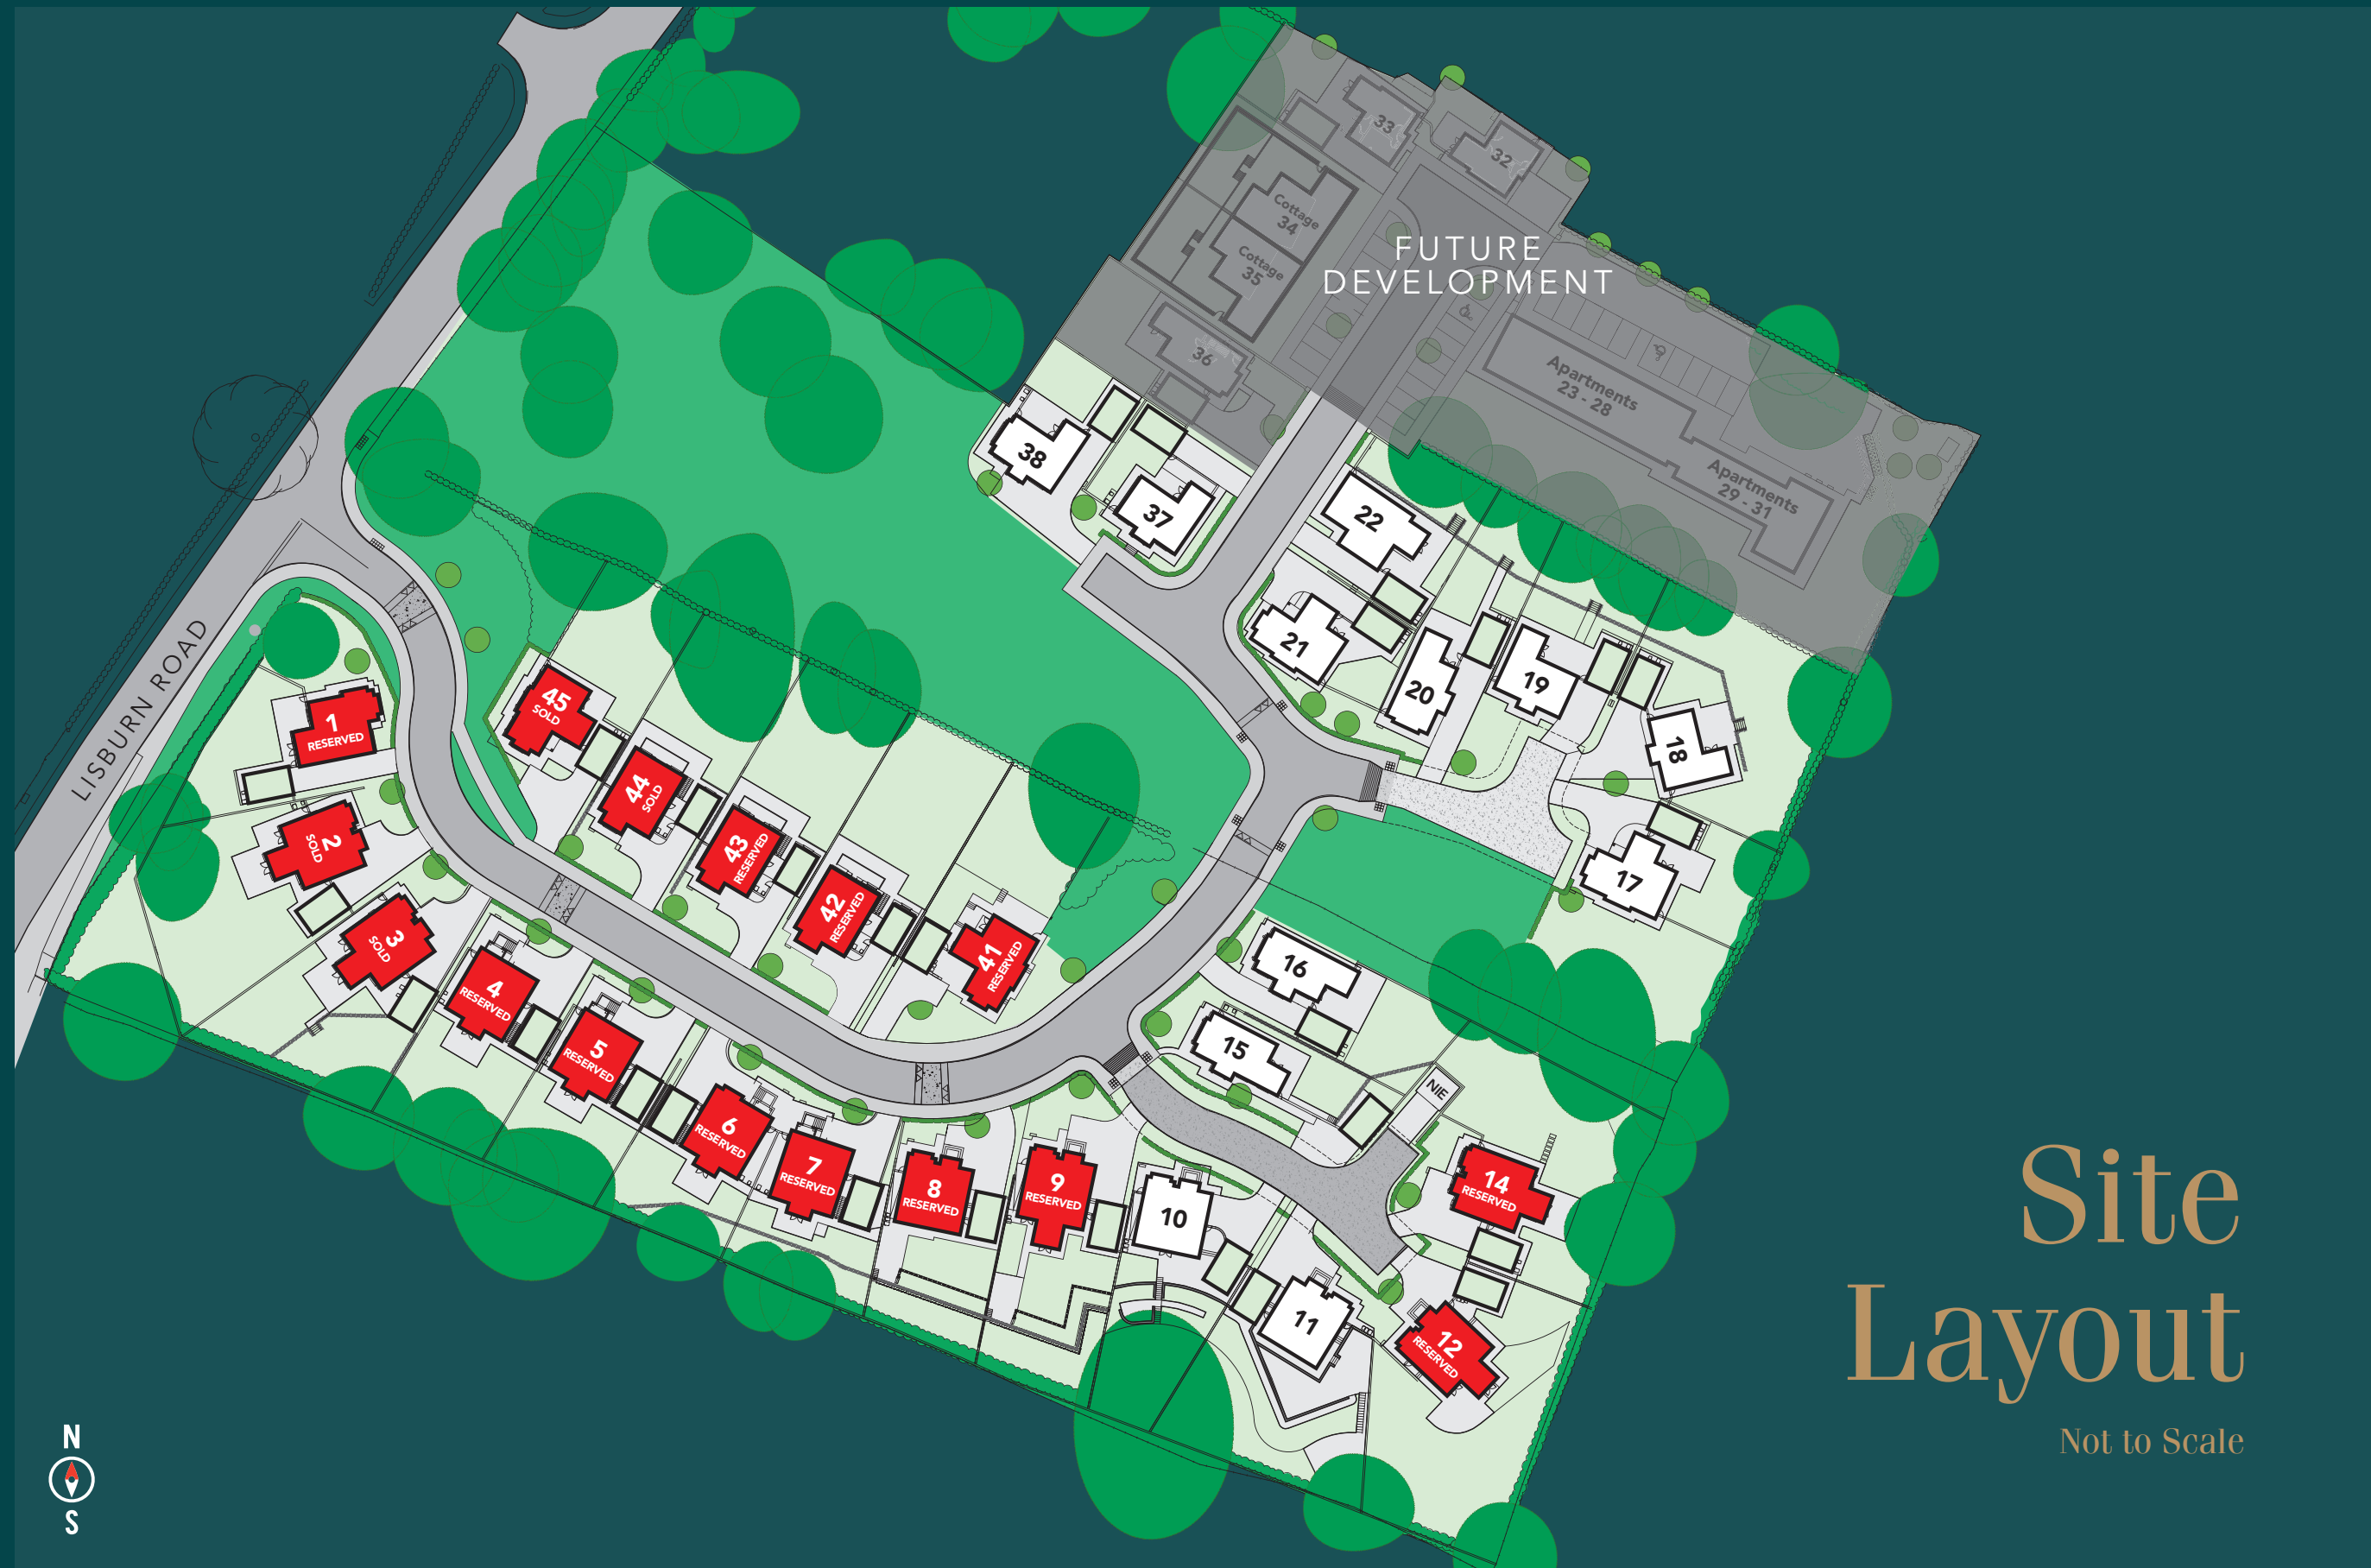 FUTURE
DEVELOPMENT
33
32
Cottage
34
Cottage
35
36
Apartments
23 - 28
Apartments
29 - 31
38
37
22
21
20
19
18
17
16
15
NIE
LISBURN ROAD
1
RESERVED
2
SOLD
3
SOLD
4
RESERVED
5
RESERVED
6
RESERVED
7
RESERVED
8
RESERVED
9
RESERVED
10
11
12
RESERVED
14
RESERVED
45
SOLD
44
SOLD
43
RESERVED
42
RESERVED
41
RESERVED
Site
Layout
Not to Scale
N
S